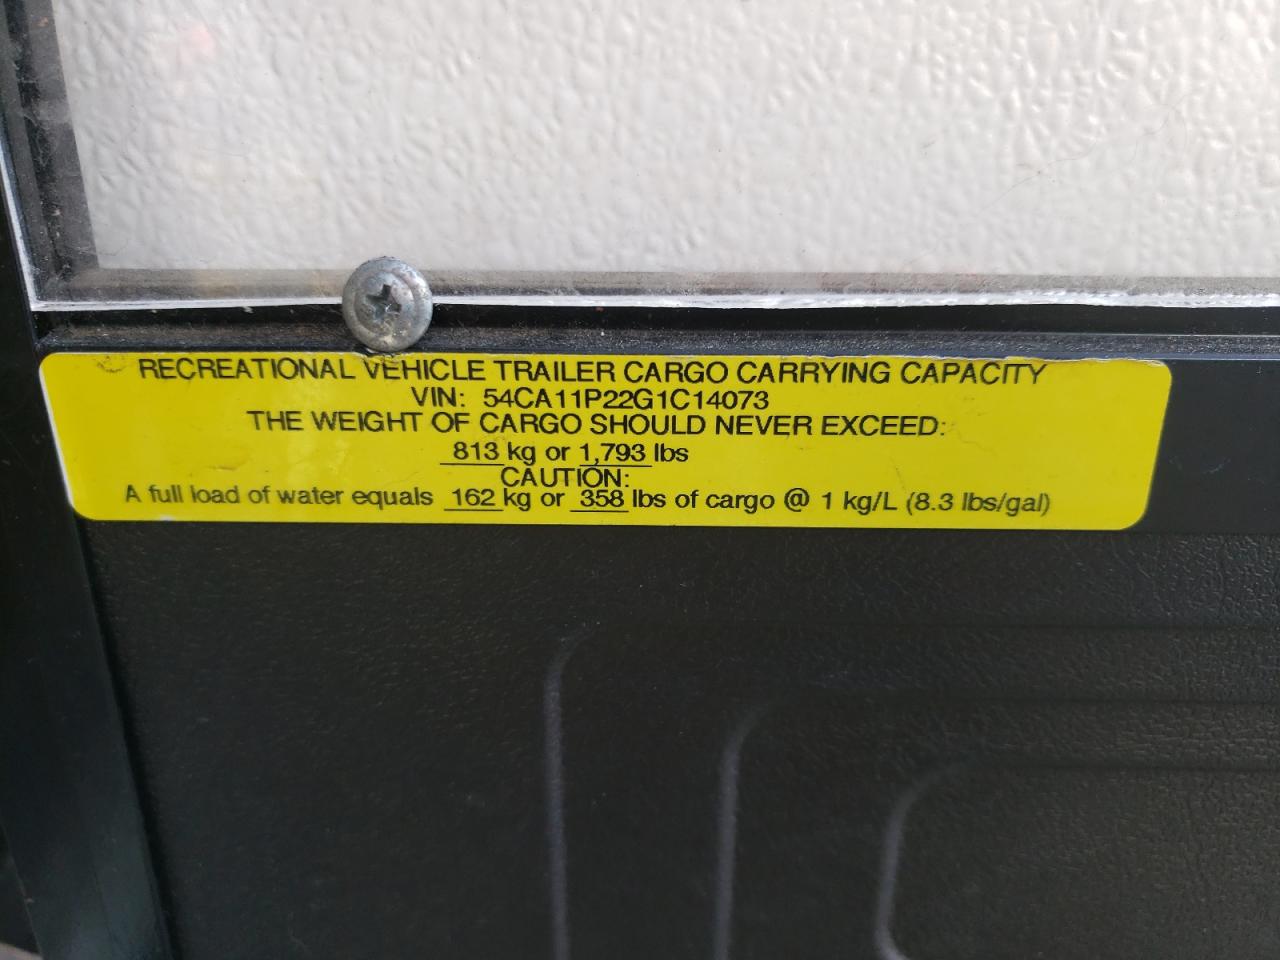 RECREATIONAL VEHICLE TRAILER CARGO CARRYING CAPACITY
VIN: 54CA11P22G1C14073
THE WEIGHT OF CARGO SHOULD NEVER EXCEED:
813 kg or 1,793 lbs
CAUTION:
A full load of water equals 162 kg or 358 lbs of cargo @ 1 kg/L (8.3 lbs/gal)